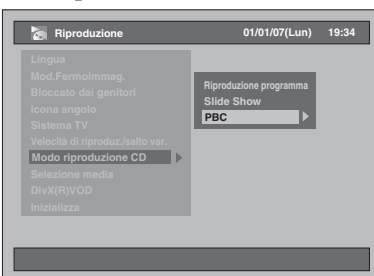 Riproduzione 01/01/07(Lun) 19:34
Lingua
Mod.Fermoimmag.
Bloccato dai genitori
Icona angolo
Sistema TV
Velocità di riproduz./salto var.
Modo riproduzione CD
Selezione media
DivX(R)VOD
Inizializza
Riproduzione programma
Slide Show
PBC